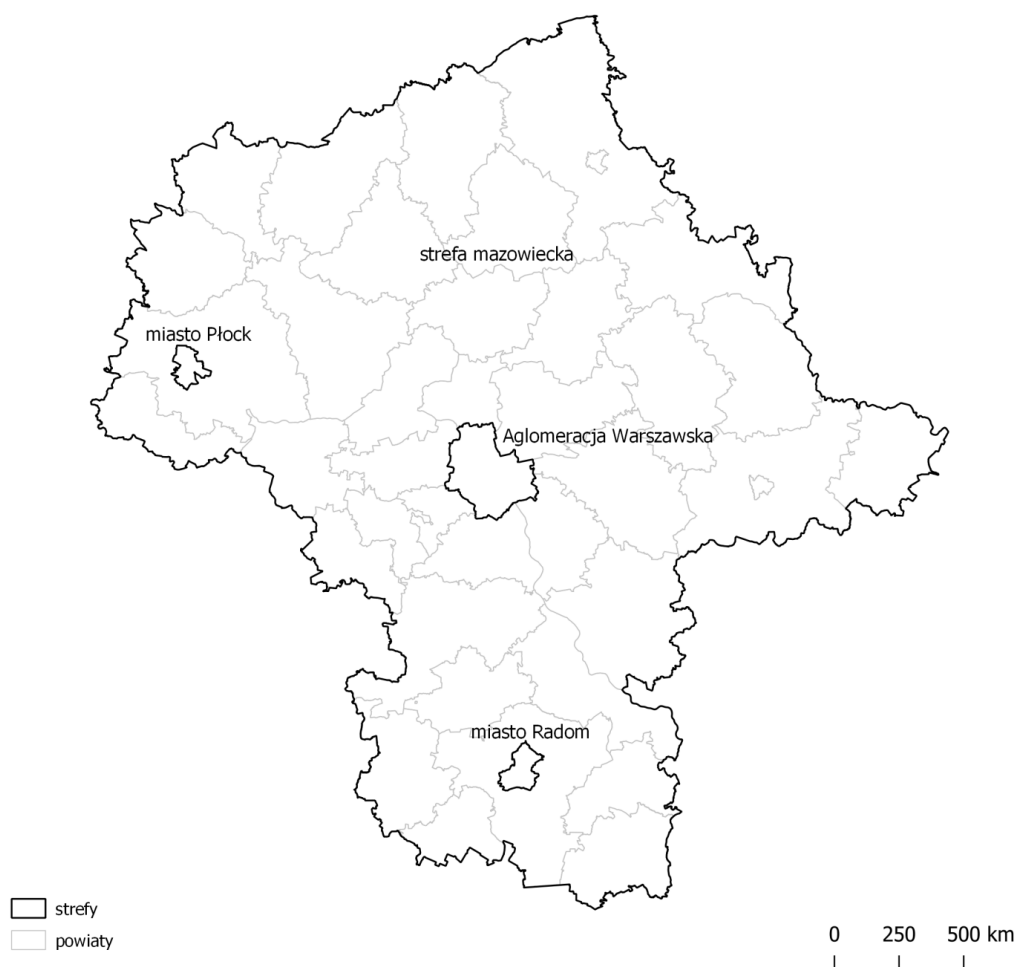 strefa mazowiecka
miasto Płock
Aglomeracja Warszawska
miasto Radom
strefy
powiaty
0 250 500 km